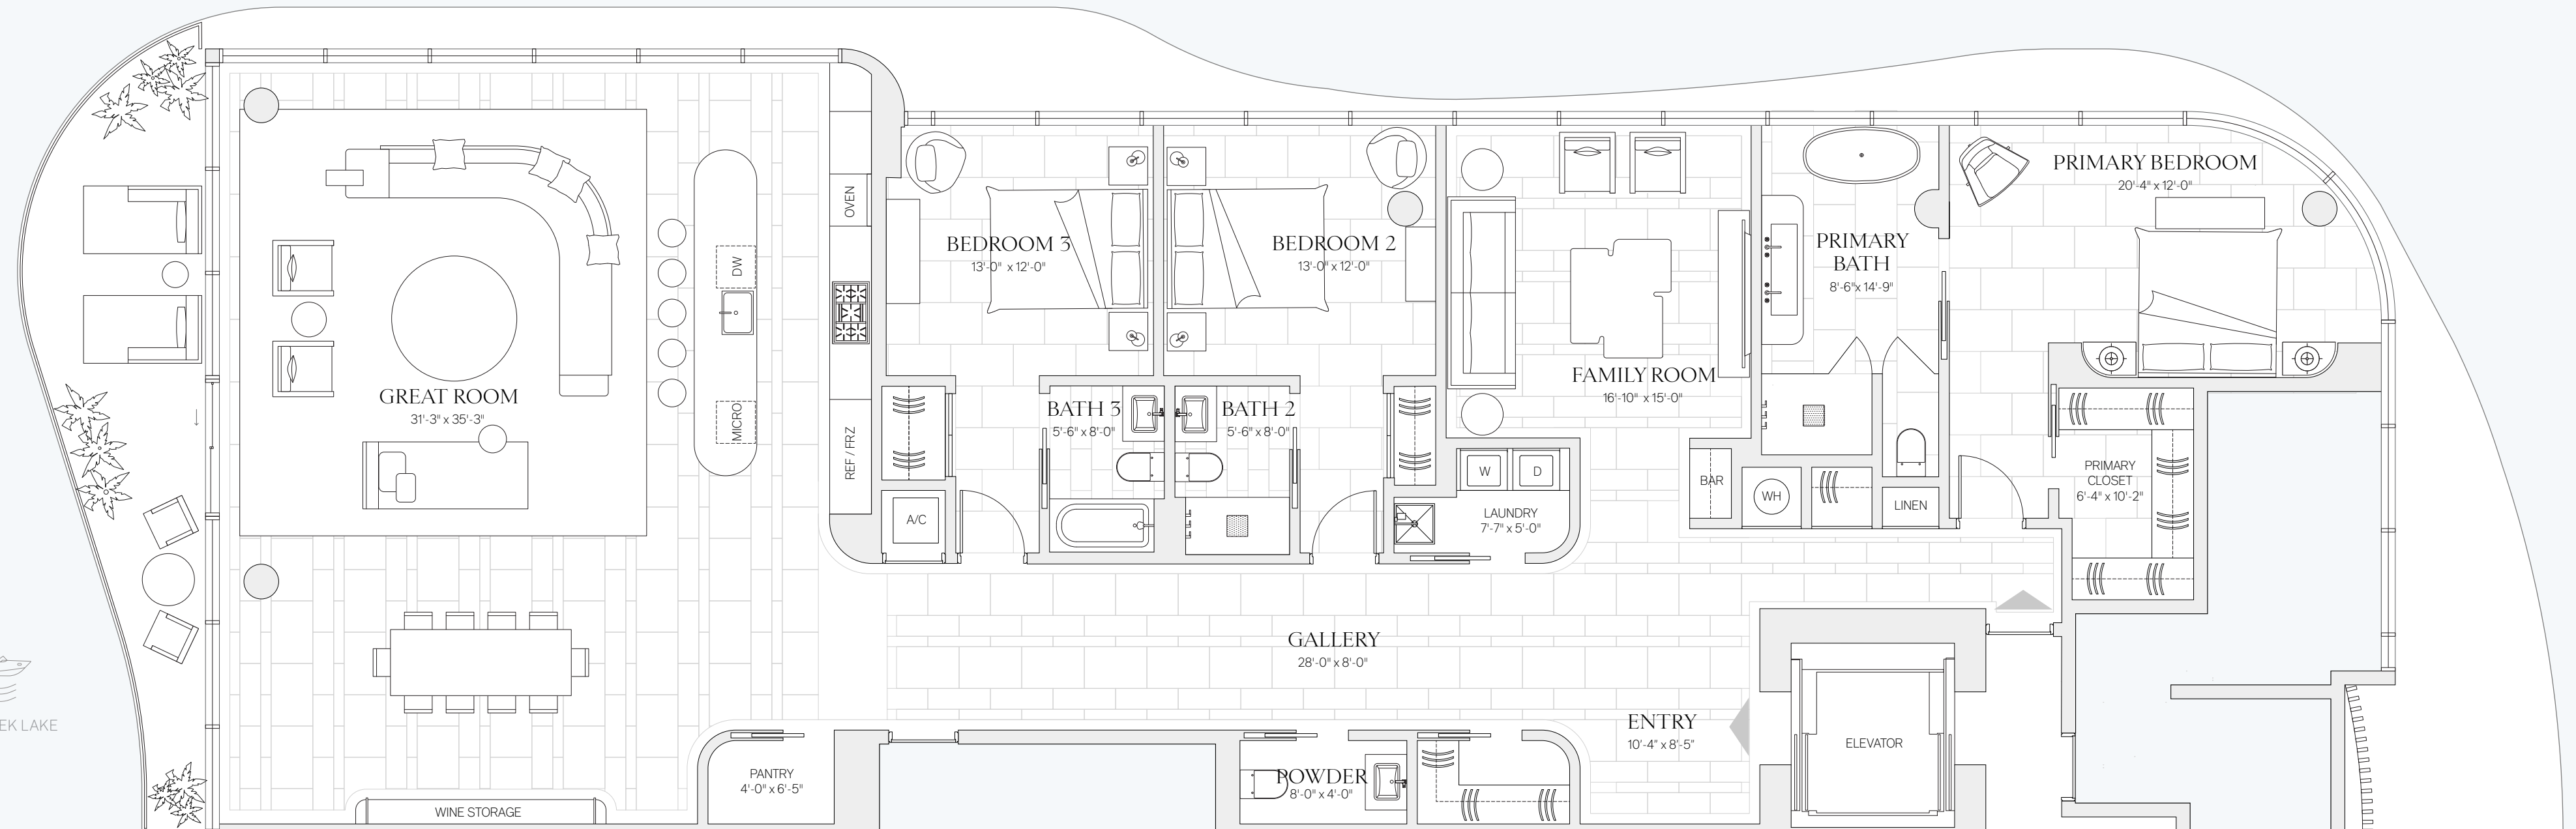 GREAT ROOM
31'-3" x 35'-3"
DW
MICRO
OVEN
REF / FRZ
BEDROOM 3
13'-0" x 12'-0"
BEDROOM 2
13'-0" x 12'-0"
BATH 3
5'-6" x 8'-0"
BATH 2
5'-6" x 8'-0"
A/C
W
D
LAUNDRY
7'-7" x 5'-0"
FAMILY ROOM
16'-10" x 15'-0"
PRIMARY
BATH
8'-6"x 14'-9"
PRIMARY BEDROOM
20'-4" x 12'-0"
BAR
WH
LINEN
PRIMARY
CLOSET
6'-4" x 10'-2"
GALLERY
28'-0" x 8'-0"
ENTRY
10'-4" x 8'-5"
ELEVATOR
PANTRY
4'-0" x 6'-5"
POWDER
8'-0" x 4'-0"
WINE STORAGE
EK LAKE